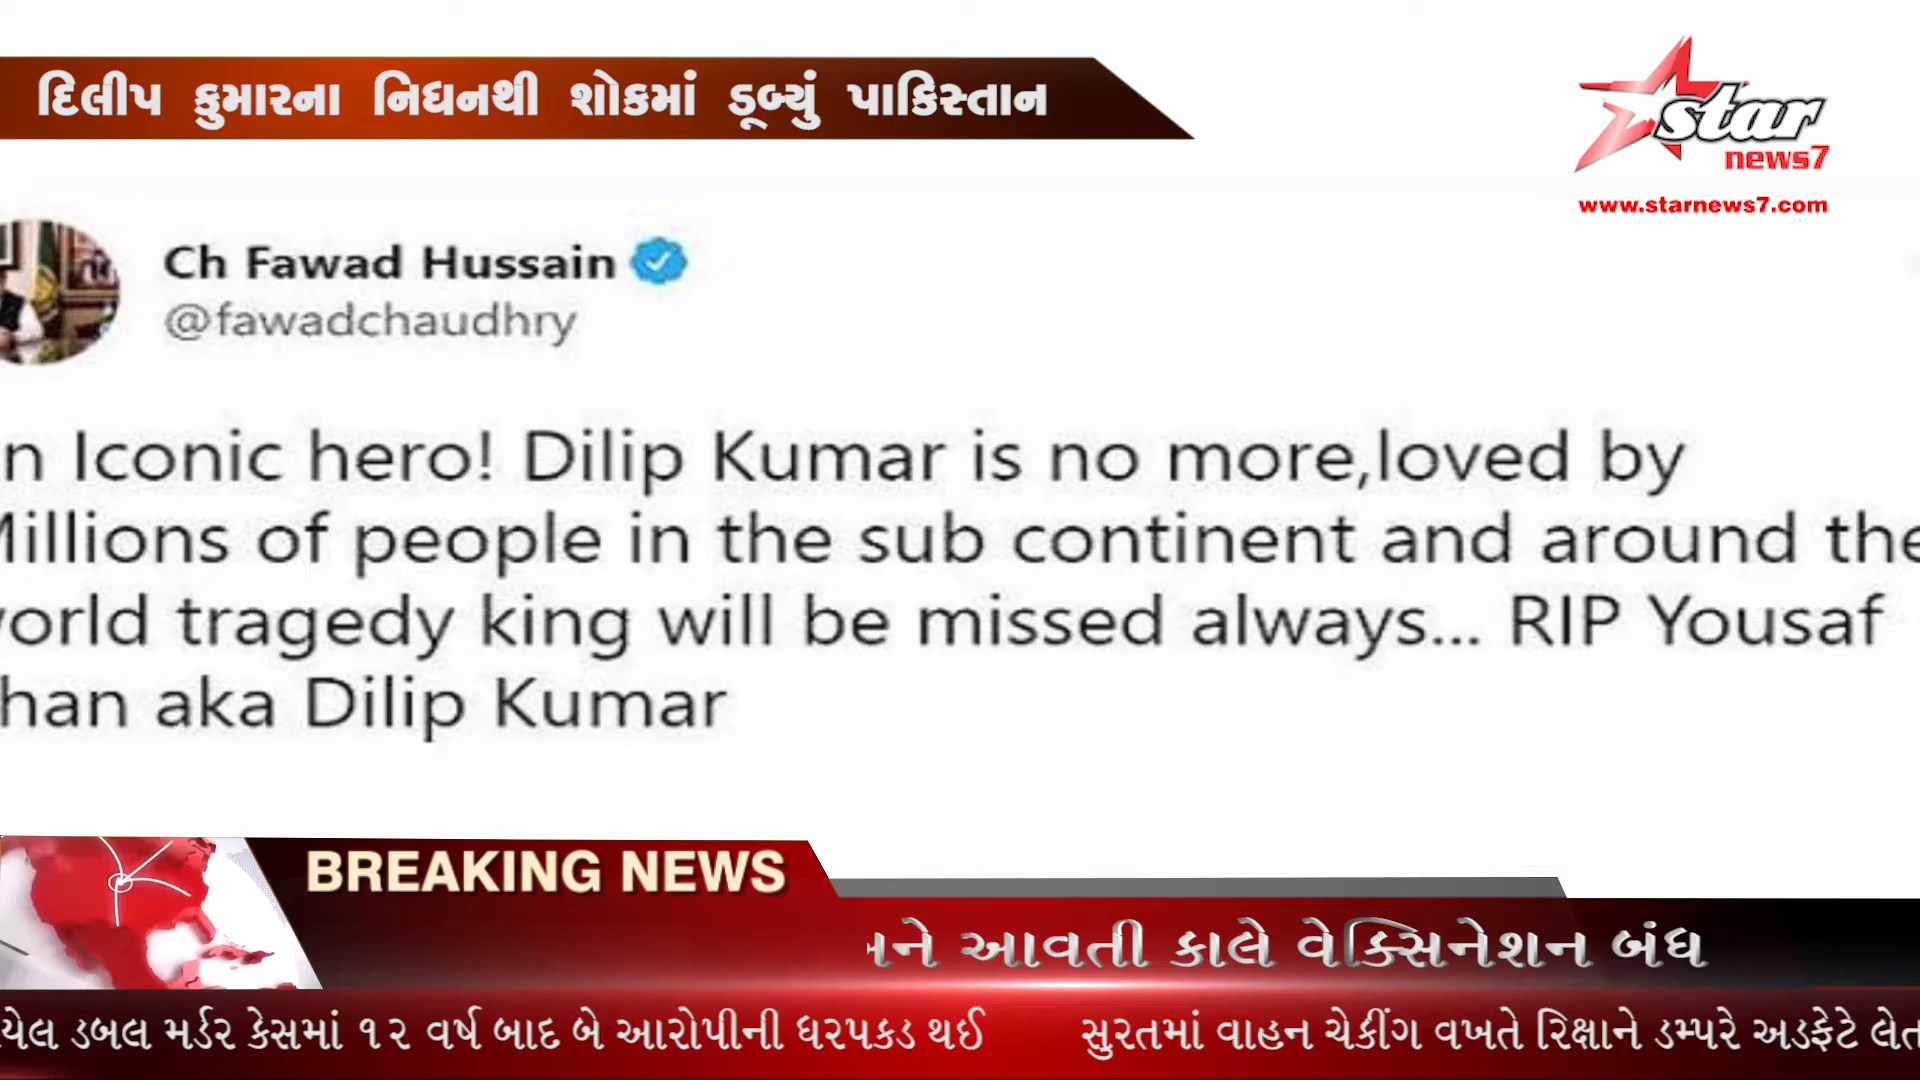 દિલીપ કુમારના નિધનથી શોકમાં ડૂબ્યું પાકિસ્તાન
star
news7
www.starnews7.com
Ch Fawad Hussain
@fawadchaudhry
Iconic hero! Dilip Kumar is no more,loved by
of people in the sub continent and around the
tragedy king will be missed always... RIP Yousaf
aka Dilip Kumar
BREAKING NEWS
આવતી કાલે વેક્સિનેશન બંધ
ડબલ મર્ડર કેસમાં ૧૨ વર્ષ બાદ બે આરોપીની ધરપકડ થઈ સુરતમાં વાહન ચેકીંગ વખતે રિક્ષાને ડમ્પરે અડફેટે